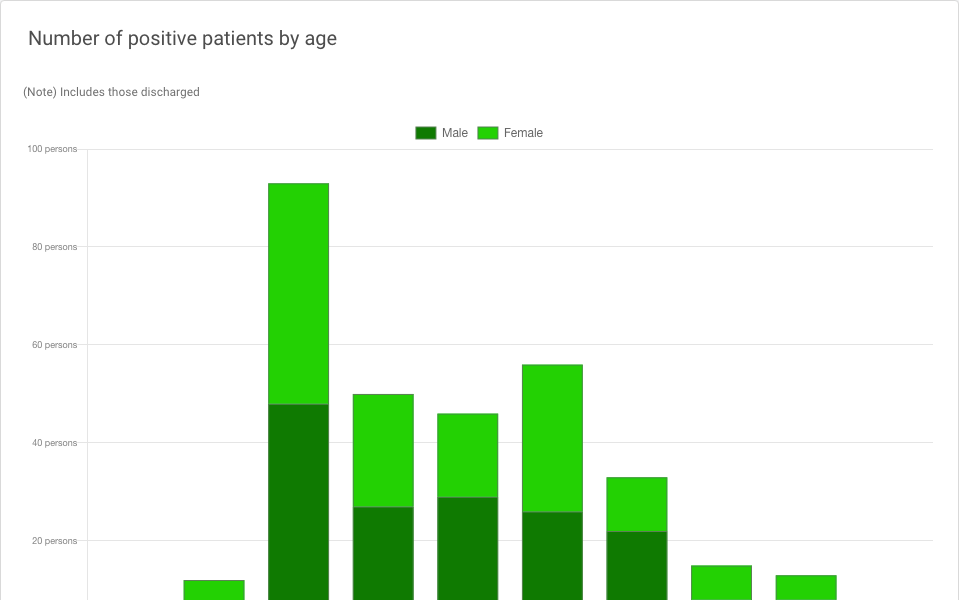 Number of positive patients by age
(Note) Includes those discharged
Male Female
100 persons
80 persons
60 persons
40 persons
20 persons